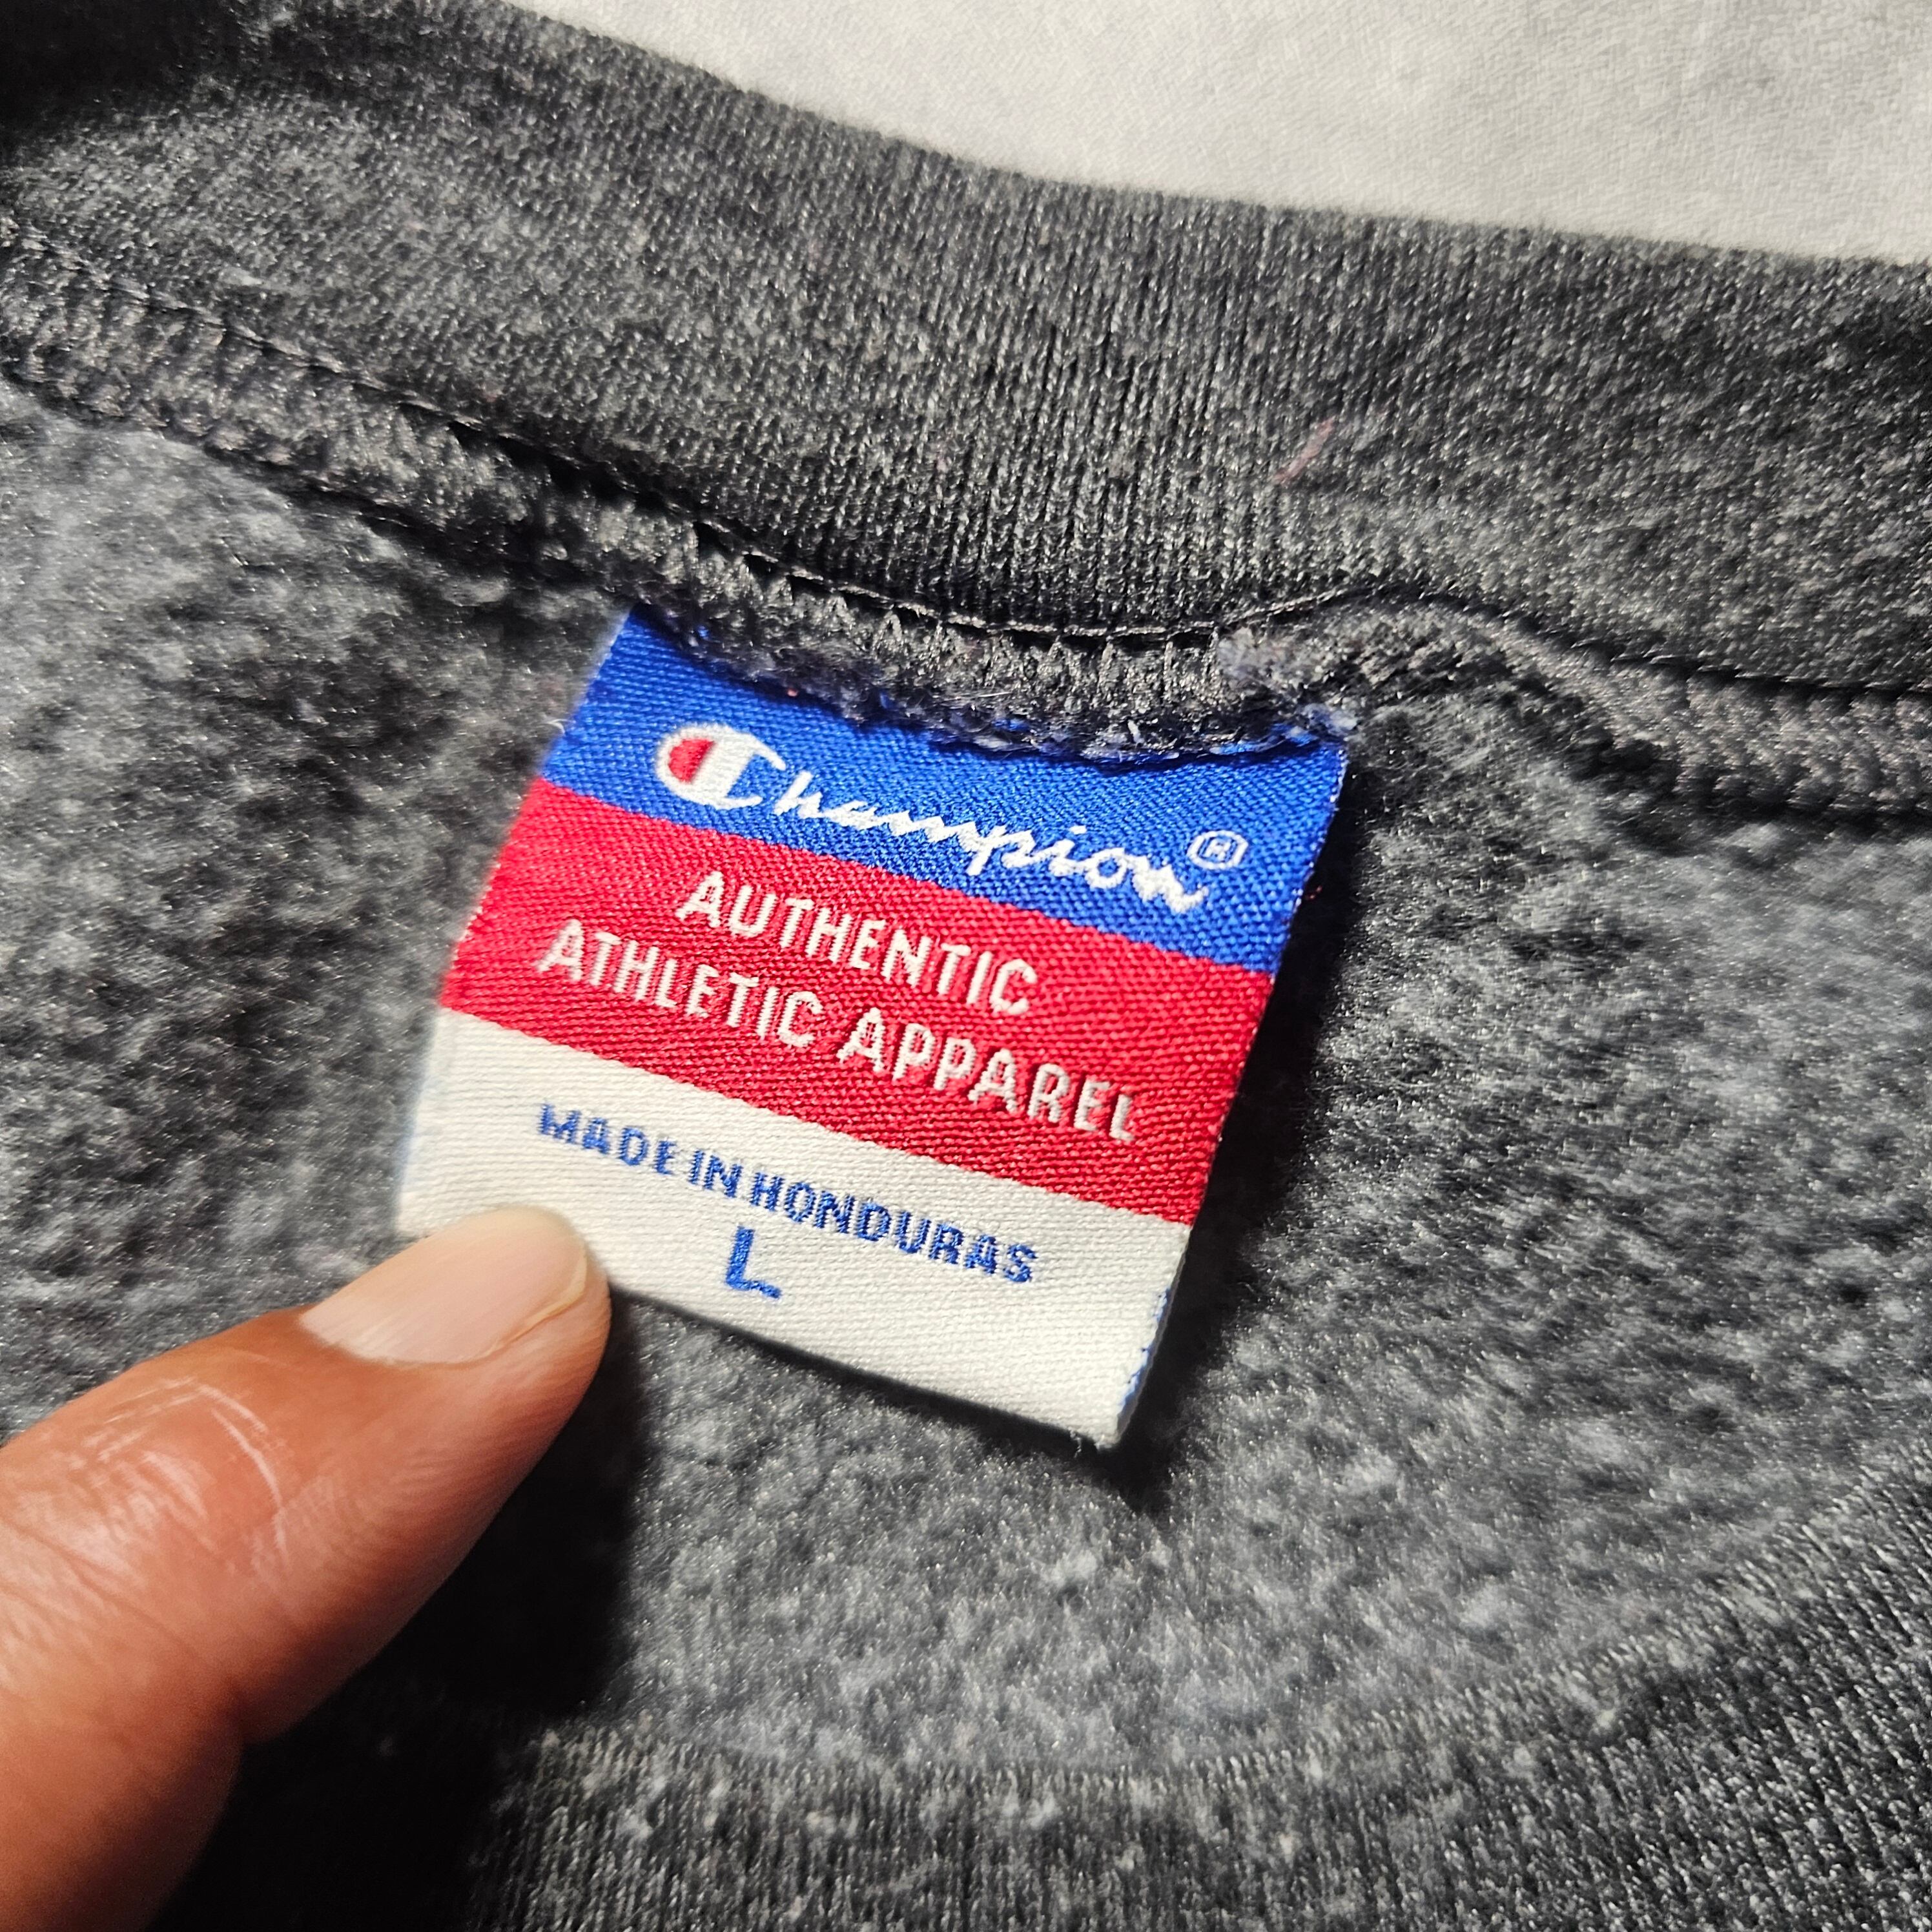 Champion®
AUTHENTIC
ATHLETIC APPAREL
MADE IN HONDURAS
L